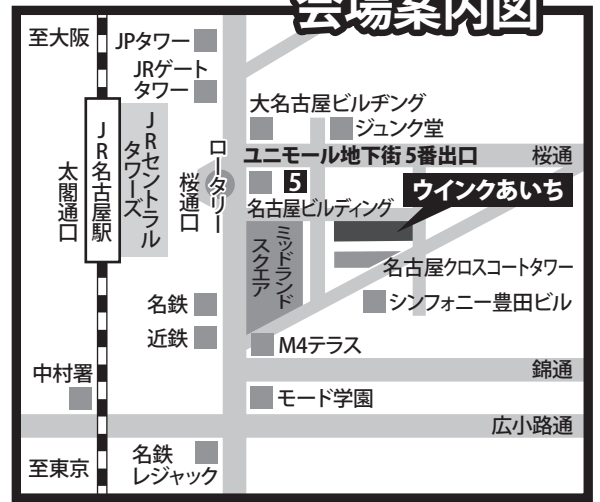 会場案内図
至大阪
JPタワー
JRゲート
タワー
大名古屋ビルヂング
ジュンク堂
ユニモール地下街 5番出口
桜通
JR名古屋駅
JRセントラル
タワーズ
ロータリー
桜通口
太閤通口
5
ウインクあいち
名古屋ビルディング
ミッドランド
スクエア
名古屋クロスコートタワー
名鉄
シンフォニー豊田ビル
近鉄
M4テラス
中村署
錦通
モード学園
広小路通
至東京
名鉄
レジャック